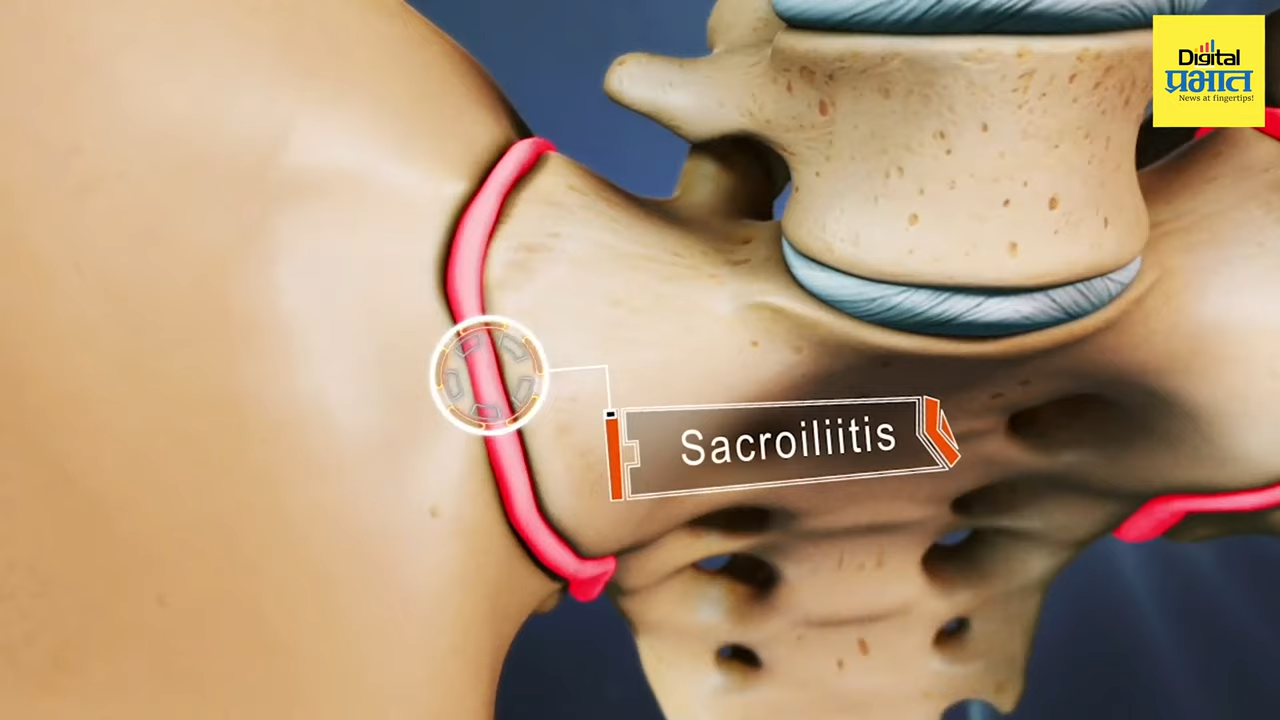 Digital
प्रभात
News at fingertips!
Sacroiliitis